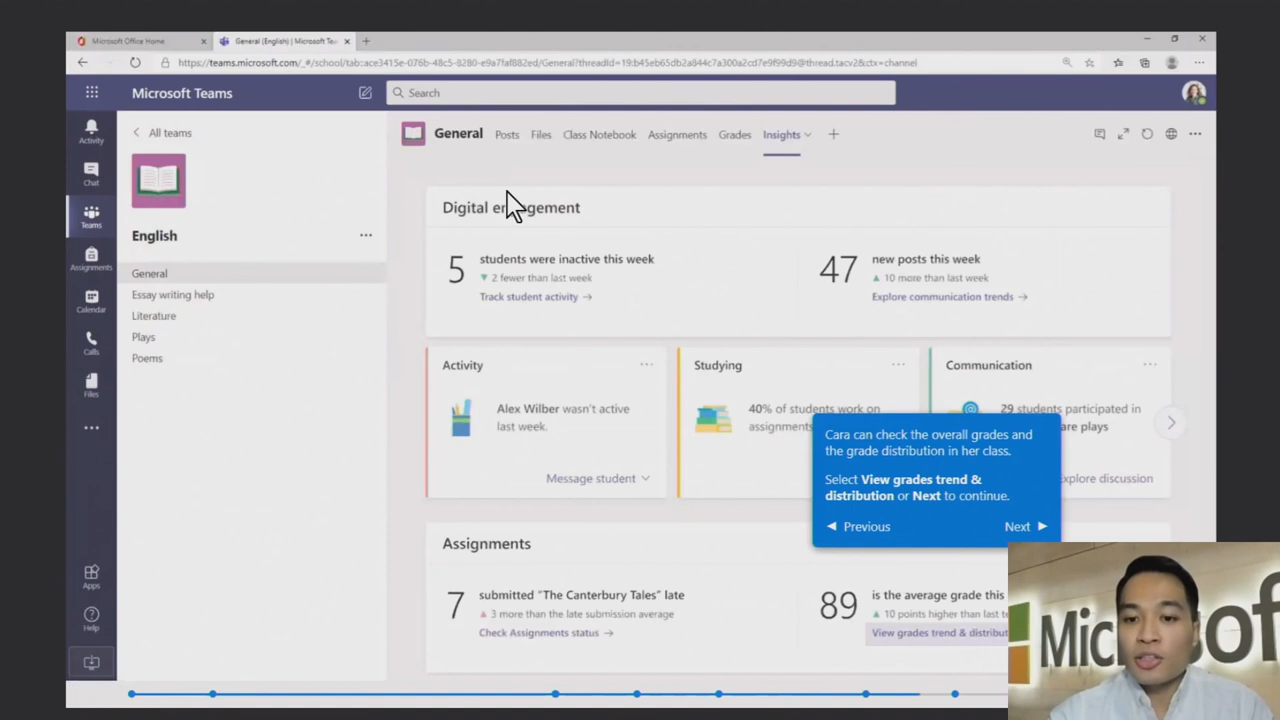 Microsoft Office Home
General (English) | Microsoft Tea
https://teams.microsoft.com/_#/school/tab:ace3415e-076b-48c5-8280-e9a7faf882ed/General?threadId=19:b45eb65db2a844c7a300a2cd7e9f99d9@thread.tacv2&ctx=channel
Microsoft Teams
Search
Activity
Chat
Teams
Assignments
Calendar
Calls
Files
Apps
Help
All teams
English
General
Essay writing help
Literature
Plays
Poems
General Posts Files Class Notebook Assignments Grades Insights
Digital engagement
5 students were inactive this week
2 fewer than last week
Track student activity →
47 new posts this week
10 more than last week
Explore communication trends →
Activity
Alex Wilber wasn't active
last week.
Message student
Studying
40% of students work on
assignments
Communication
29 students participated in
are plays
xplore discussion
Cara can check the overall grades and
the grade distribution in her class.
Select View grades trend &
distribution or Next to continue.
Previous Next
Assignments
7 submitted "The Canterbury Tales" late
3 more than the late submission average
Check Assignments status →
89 is the average grade this
10 points higher than last te
View grades trend & distribut
Microsof